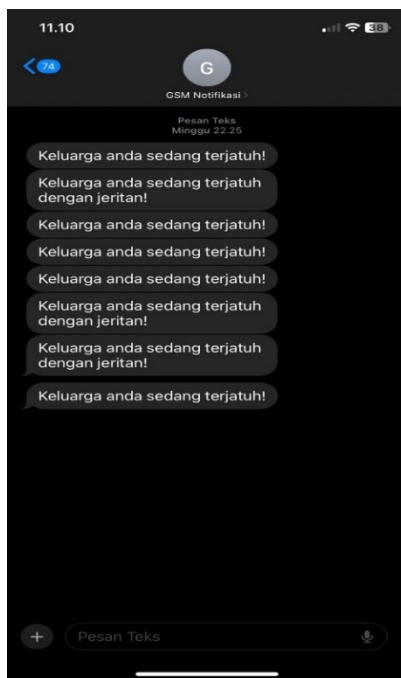 11.10
38
74
G
GSM Notifikasi
Pesan Teks
Minggu 22.25
Keluarga anda sedang terjatuh!
Keluarga anda sedang terjatuh
dengan jeritan!
Keluarga anda sedang terjatuh!
Keluarga anda sedang terjatuh!
Keluarga anda sedang terjatuh!
Keluarga anda sedang terjatuh
dengan jeritan!
Keluarga anda sedang terjatuh
dengan jeritan!
Keluarga anda sedang terjatuh!
Pesan Teks